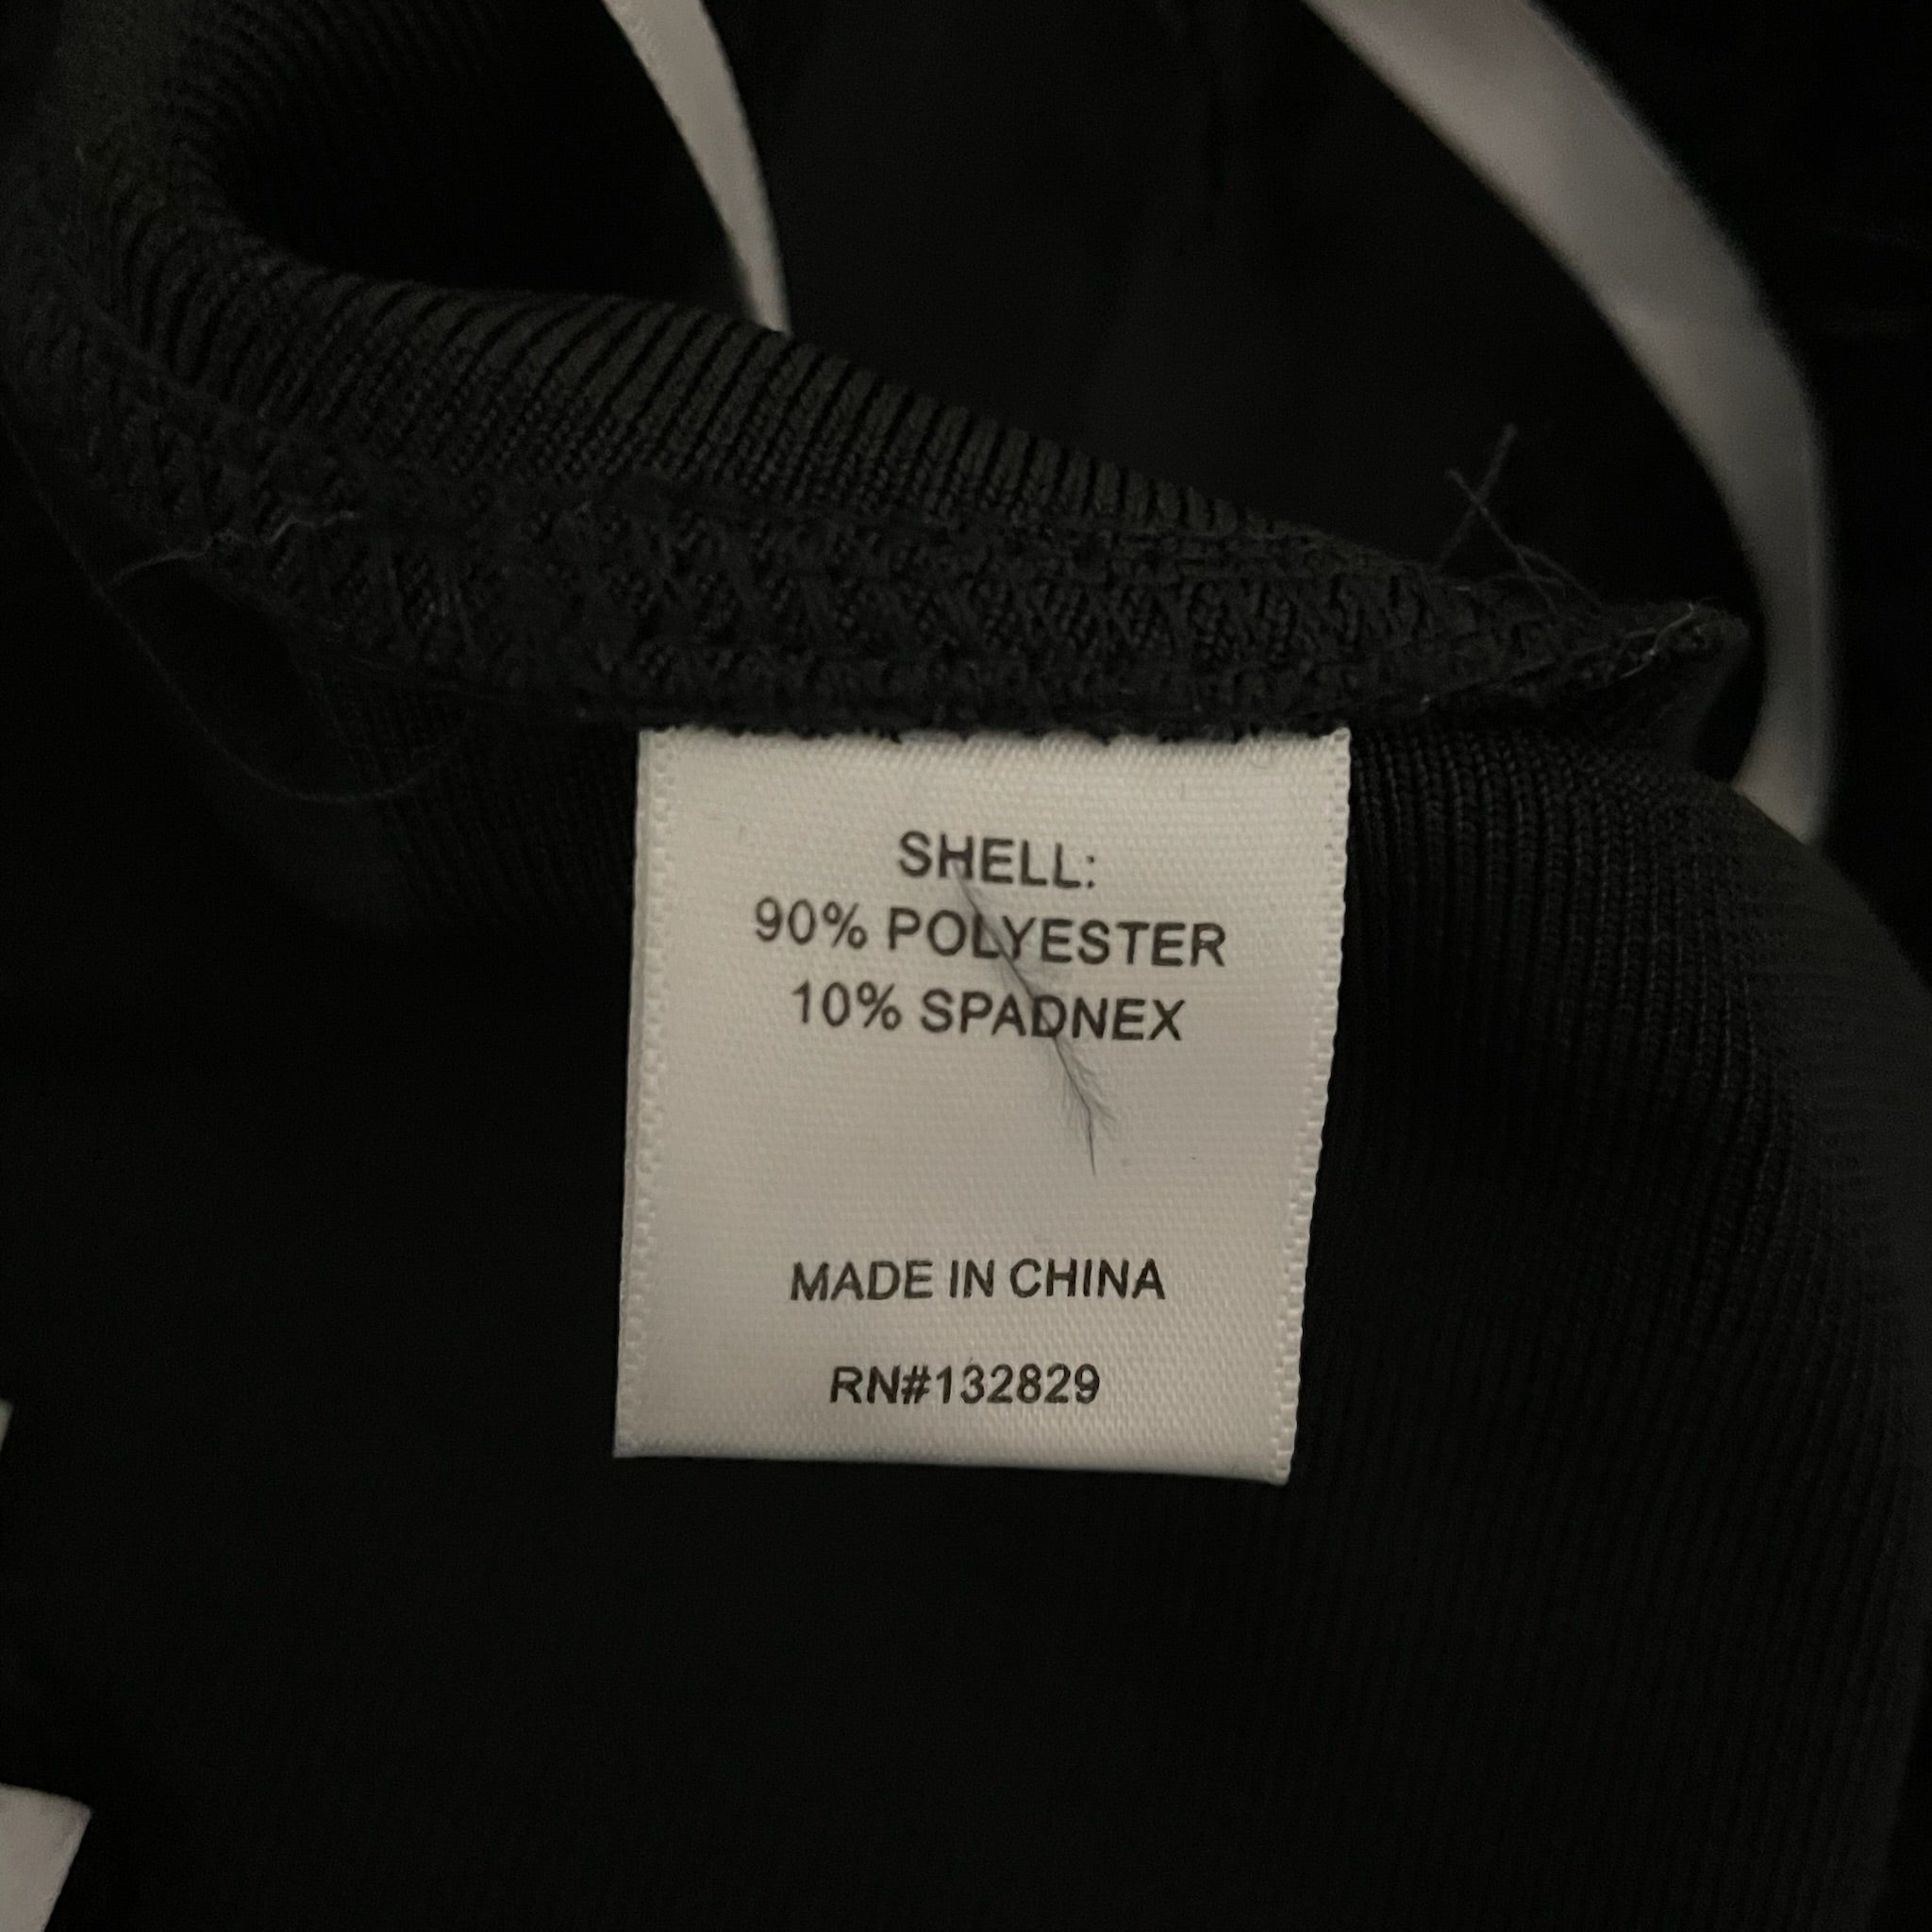 SHELL:
90% POLYESTER
10% SPADNEX
MADE IN CHINA
RN#132829